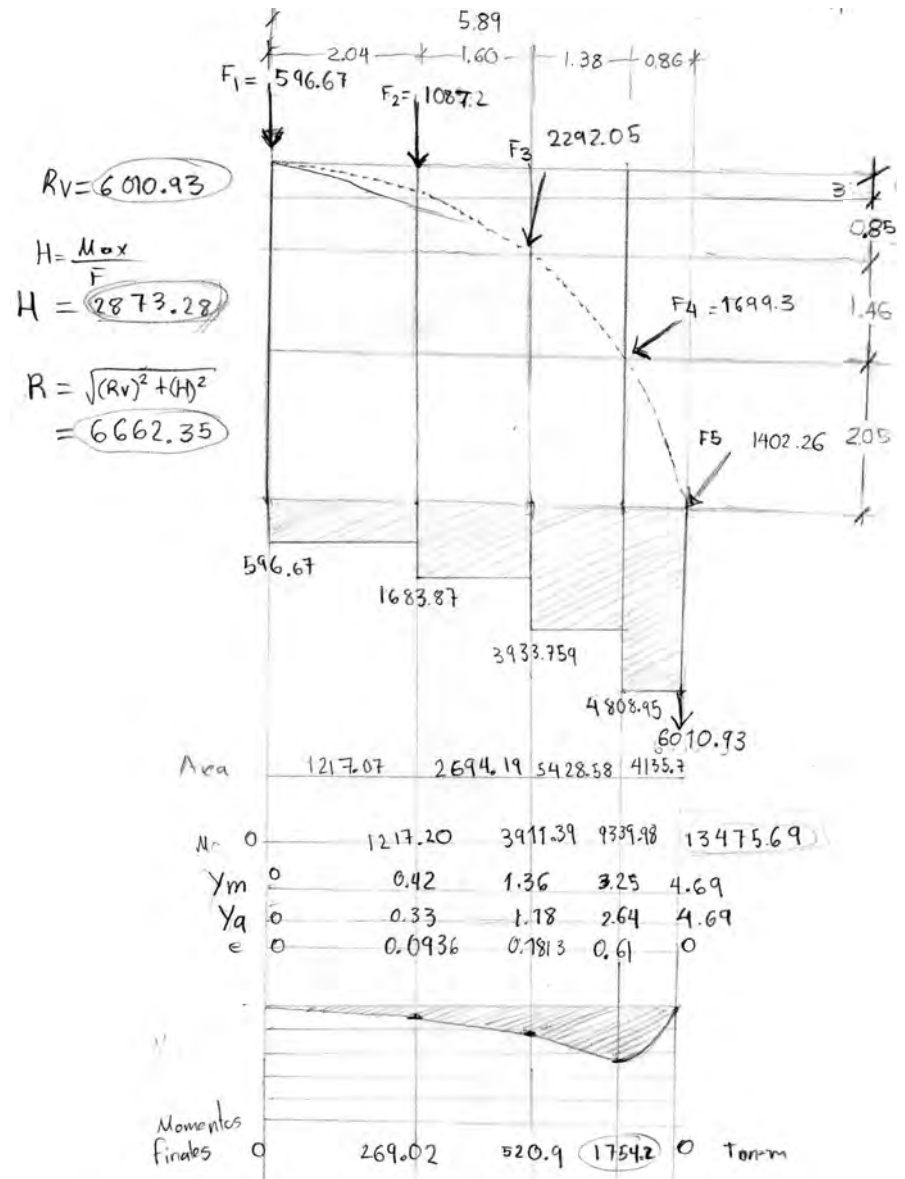 5.89
2.04 1.60 1.38 0.86
F1 = 596.67
F2 = 1087.2
F3 2292.05
Rv = 6010.93
0.85
H = Max / F
H = 2873.28
F4 = 1699.3
1.46
R = √(Rv)² + (H)²
= 6662.35
F5 1402.26 2.05
596.67
1683.87
3933.759
4808.95
6010.93
Area 1217.07 2694.19 5428.58 4135.7
0 1217.20 3911.39 9339.98 13475.69
Ym 0 0.42 1.36 3.25 4.69
Ya 0 0.33 1.18 2.64 4.69
e 0 0.0936 0.1813 0.61 0
Momentos
finales 0 269.02 520.9 1754.2 0 Ton-m